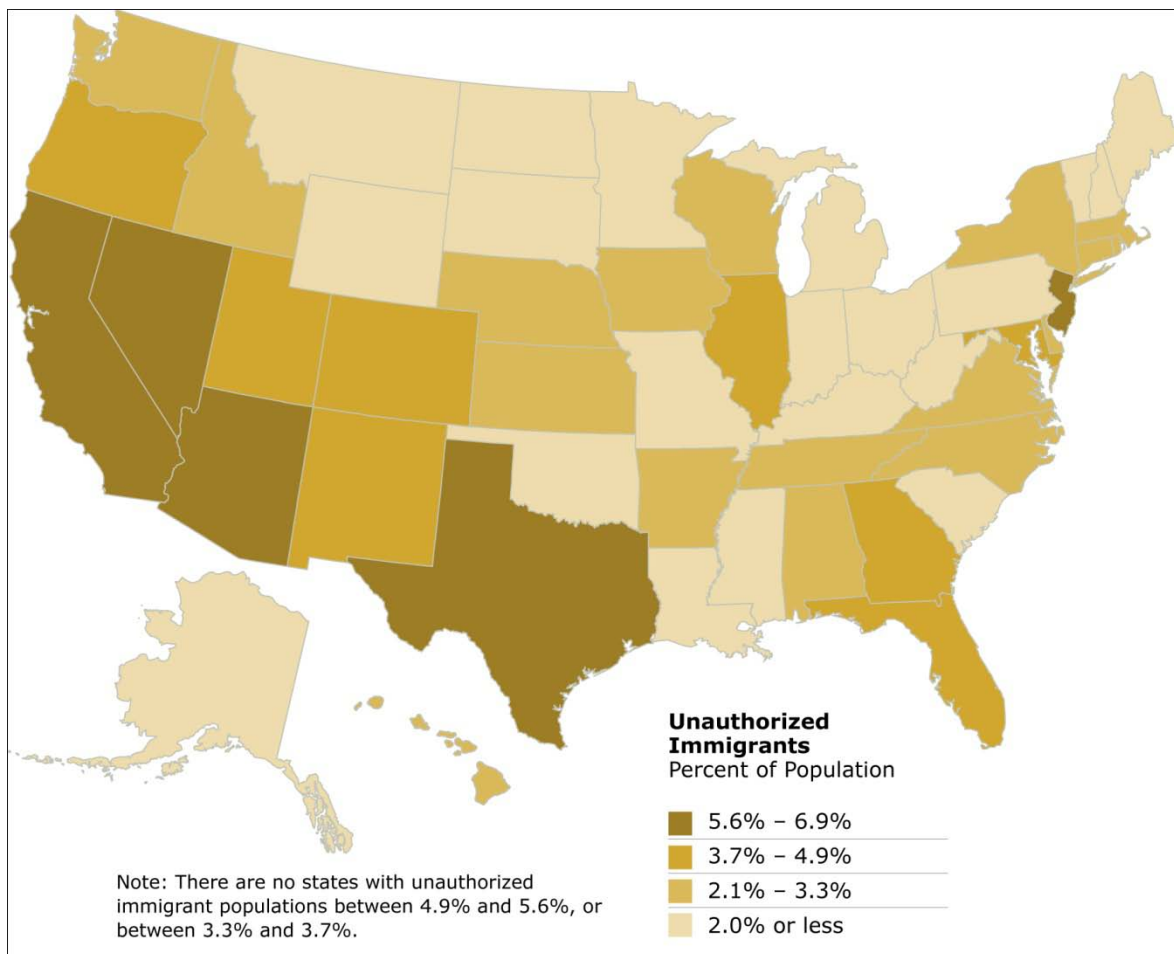 Unauthorized
Immigrants
Percent of Population
5.6% – 6.9%
3.7% – 4.9%
2.1% – 3.3%
2.0% or less
Note: There are no states with unauthorized
immigrant populations between 4.9% and 5.6%, or
between 3.3% and 3.7%.